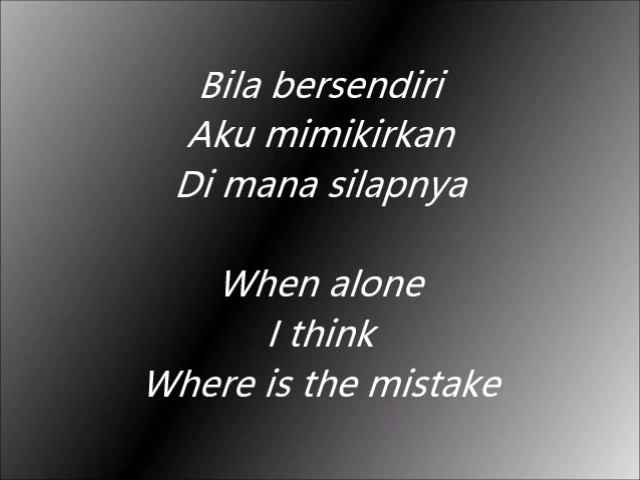 Bila bersendiri
Aku mimikirkan
Di mana silapnya
When alone
I think
Where is the mistake